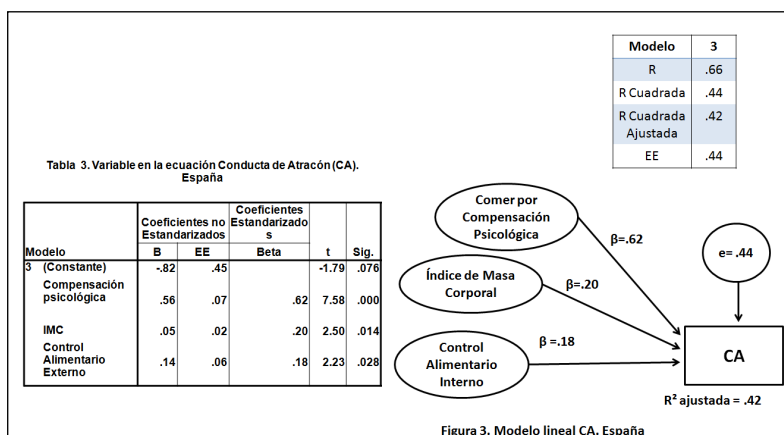 Modelo 3
R .66
R Cuadrada .44
R Cuadrada .42
Ajustada
EE .44
Tabla 3. Variable en la ecuación Conducta de Atracón (CA).
España
Coeficientes no Coeficientes
Estandarizados Estandarizado
s
Modelo B EE Beta t Sig.
3 (Constante) -.82 .45 -1.79 .076
Compensación
psicológica .56 .07 .62 7.58 .000
IMC .05 .02 .20 2.50 .014
Control
Alimentario .14 .06 .18 2.23 .028
Externo
Comer por
Compensación
Psicológica
β=.62
e= .44
Índice de Masa
Corporal
β=.20
Control
Alimentario
Interno
β =.18
CA
R² ajustada = .42
Figura 3. Modelo lineal CA. España